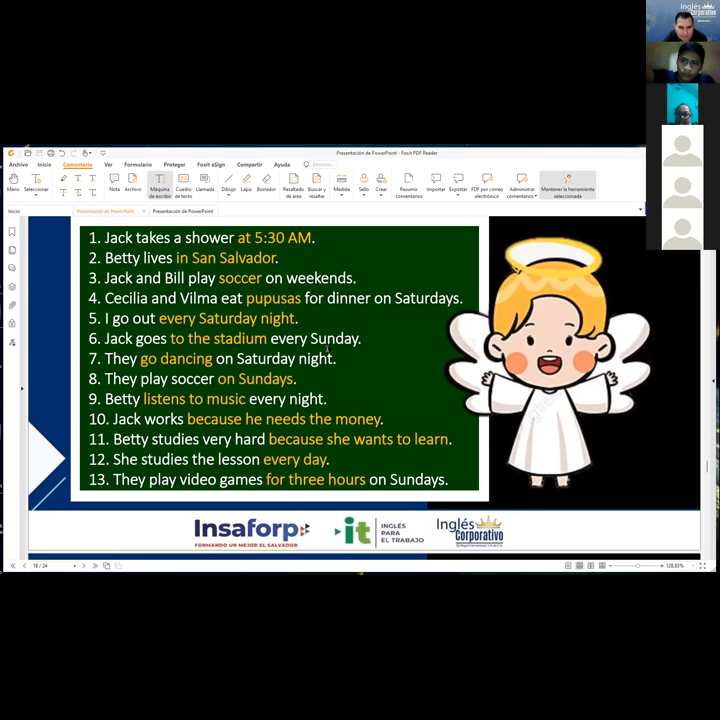 Inglés
Corporativo
Presentación de PowerPoint - Foxit PDF Reader
Archivo Inicio Comentario Ver Formulario Proteger Foxit eSign Compartir Ayuda
Mano Seleccionar Nota Archivo Máquina de escribir Cuadro de texto Llamada Dibujo Lápiz Borrador Resaltado de área Buscar y resaltar Medida Sello Crear Resumir comentarios Importar Exportar PDF por correo electrónico Administrar comentarios Mantener la herramienta seleccionada
Inicio Presentación de PowerPoint Presentación de PowerPoint
1. Jack takes a shower at 5:30 AM.
2. Betty lives in San Salvador.
3. Jack and Bill play soccer on weekends.
4. Cecilia and Vilma eat pupusas for dinner on Saturdays.
5. I go out every Saturday night.
6. Jack goes to the stadium every Sunday.
7. They go dancing on Saturday night.
8. They play soccer on Sundays.
9. Betty listens to music every night.
10. Jack works because he needs the money.
11. Betty studies very hard because she wants to learn.
12. She studies the lesson every day.
13. They play video games for three hours on Sundays.
Insaforp
FORMANDO UN MEJOR EL SALVADOR
it
INGLÉS
PARA
EL TRABAJO
Inglés
Corporativo
18 / 24
128,83%